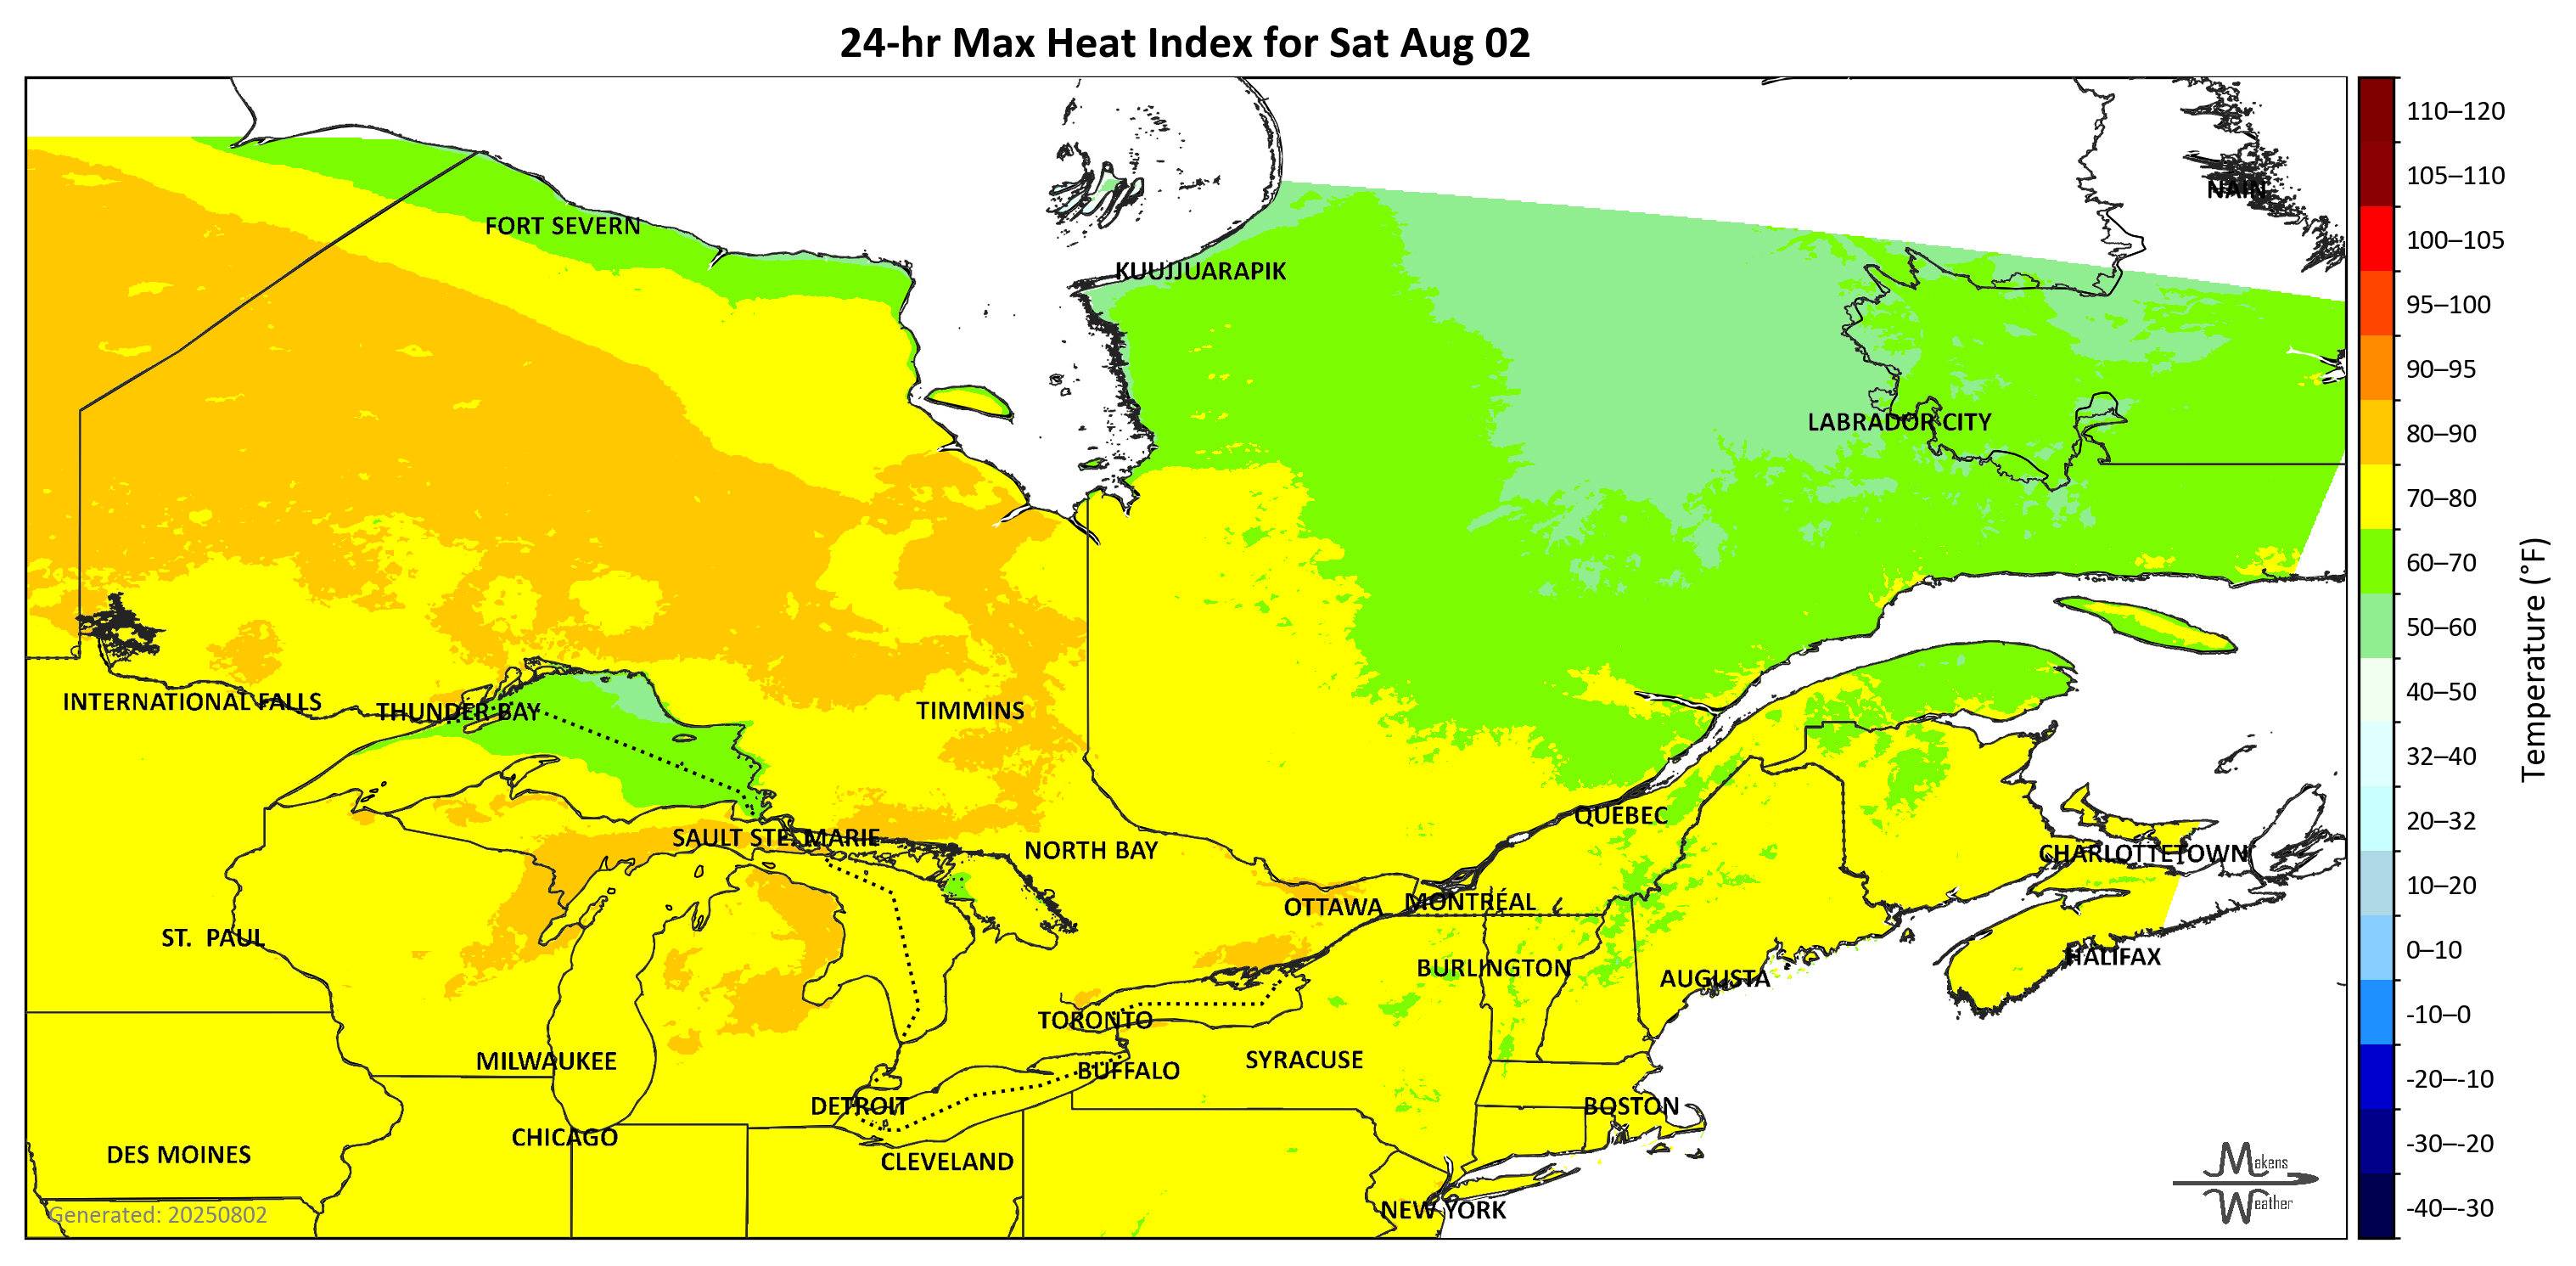 24-hr Max Heat Index for Sat Aug 02
NAIN
FORT SEVERN
KUUJJUARAPIK
LABRADOR CITY
INTERNATIONAL FALLS
THUNDER BAY
TIMMINS
QUEBEC
SAULT STE. MARIE
NORTH BAY
CHARLOTTETOWN
OTTAWA
MONTRÉAL
ST. PAUL
HALIFAX
BURLINGTON
AUGUSTA
TORONTO
MILWAUKEE
BUFFALO
SYRACUSE
DETROIT
BOSTON
CHICAGO
DES MOINES
CLEVELAND
NEW YORK
Generated: 20250802
Makens
Weather
110–120
105–110
100–105
95–100
90–95
80–90
70–80
60–70
50–60
40–50
32–40
20–32
10–20
0–10
-10–0
-20–-10
-30–-20
-40–-30
Temperature (°F)